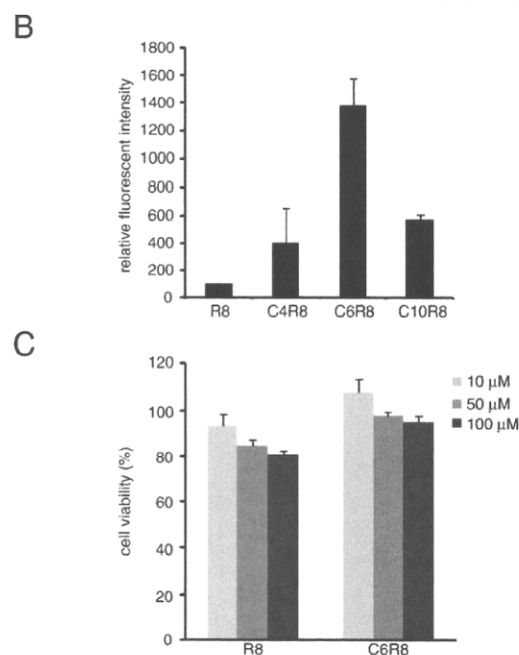 B
relative fluorescent intensity
1800
1600
1400
1200
1000
800
600
400
200
0
R8 C4R8 C6R8 C10R8
C
cell viability (%)
120
100
80
60
40
20
0
R8 C6R8
10 µM
50 µM
100 µM